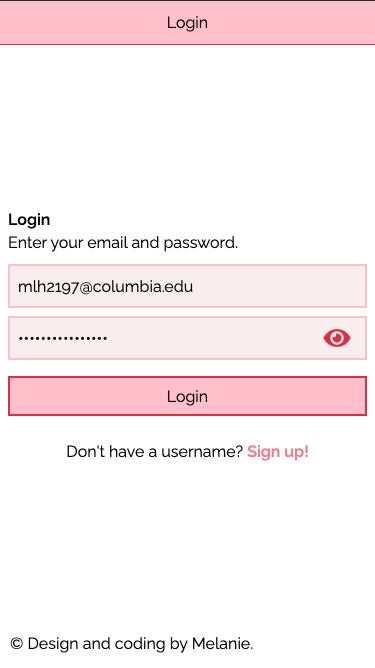 Login
Login
Enter your email and password.
mlh2197@columbia.edu
••••••••••••••••
Login
Don't have a username? Sign up!
© Design and coding by Melanie.